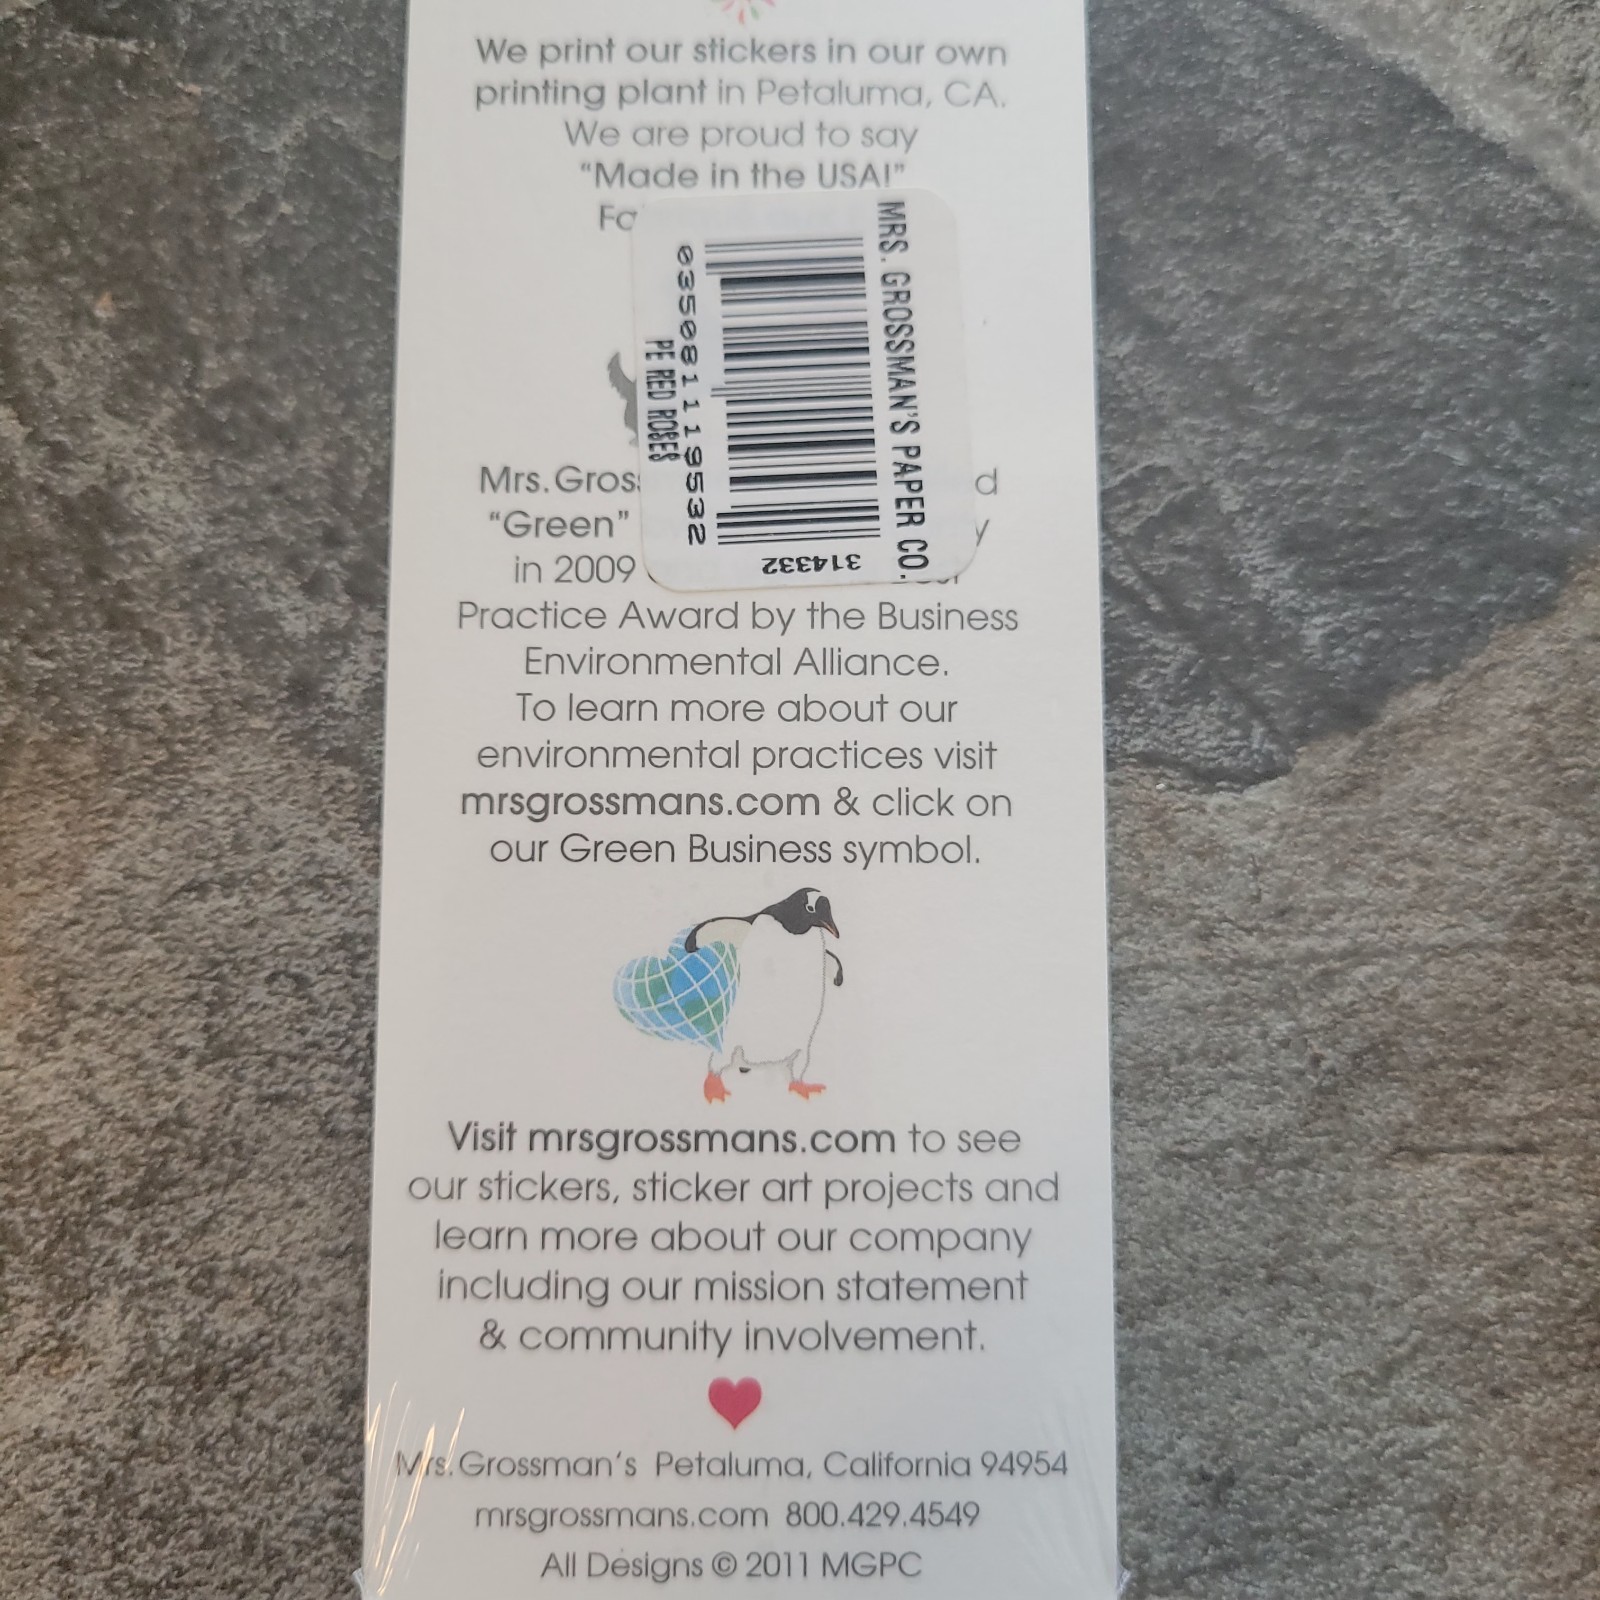 We print our stickers in our own
printing plant in Petaluma, CA.
We are proud to say
"Made in the USA!"
MRS. GROSSMAN'S PAPER CO.
035081119532
PE RED ROSES
314332
Mrs. Gros
"Green"
in 2009
Practice Award by the Business
Environmental Alliance.
To learn more about our
environmental practices visit
mrsgrossmans.com & click on
our Green Business symbol.
Visit mrsgrossmans.com to see
our stickers, sticker art projects and
learn more about our company
including our mission statement
& community involvement.
Mrs. Grossman's Petaluma, California 94954
mrsgrossmans.com 800.429.4549
All Designs © 2011 MGPC